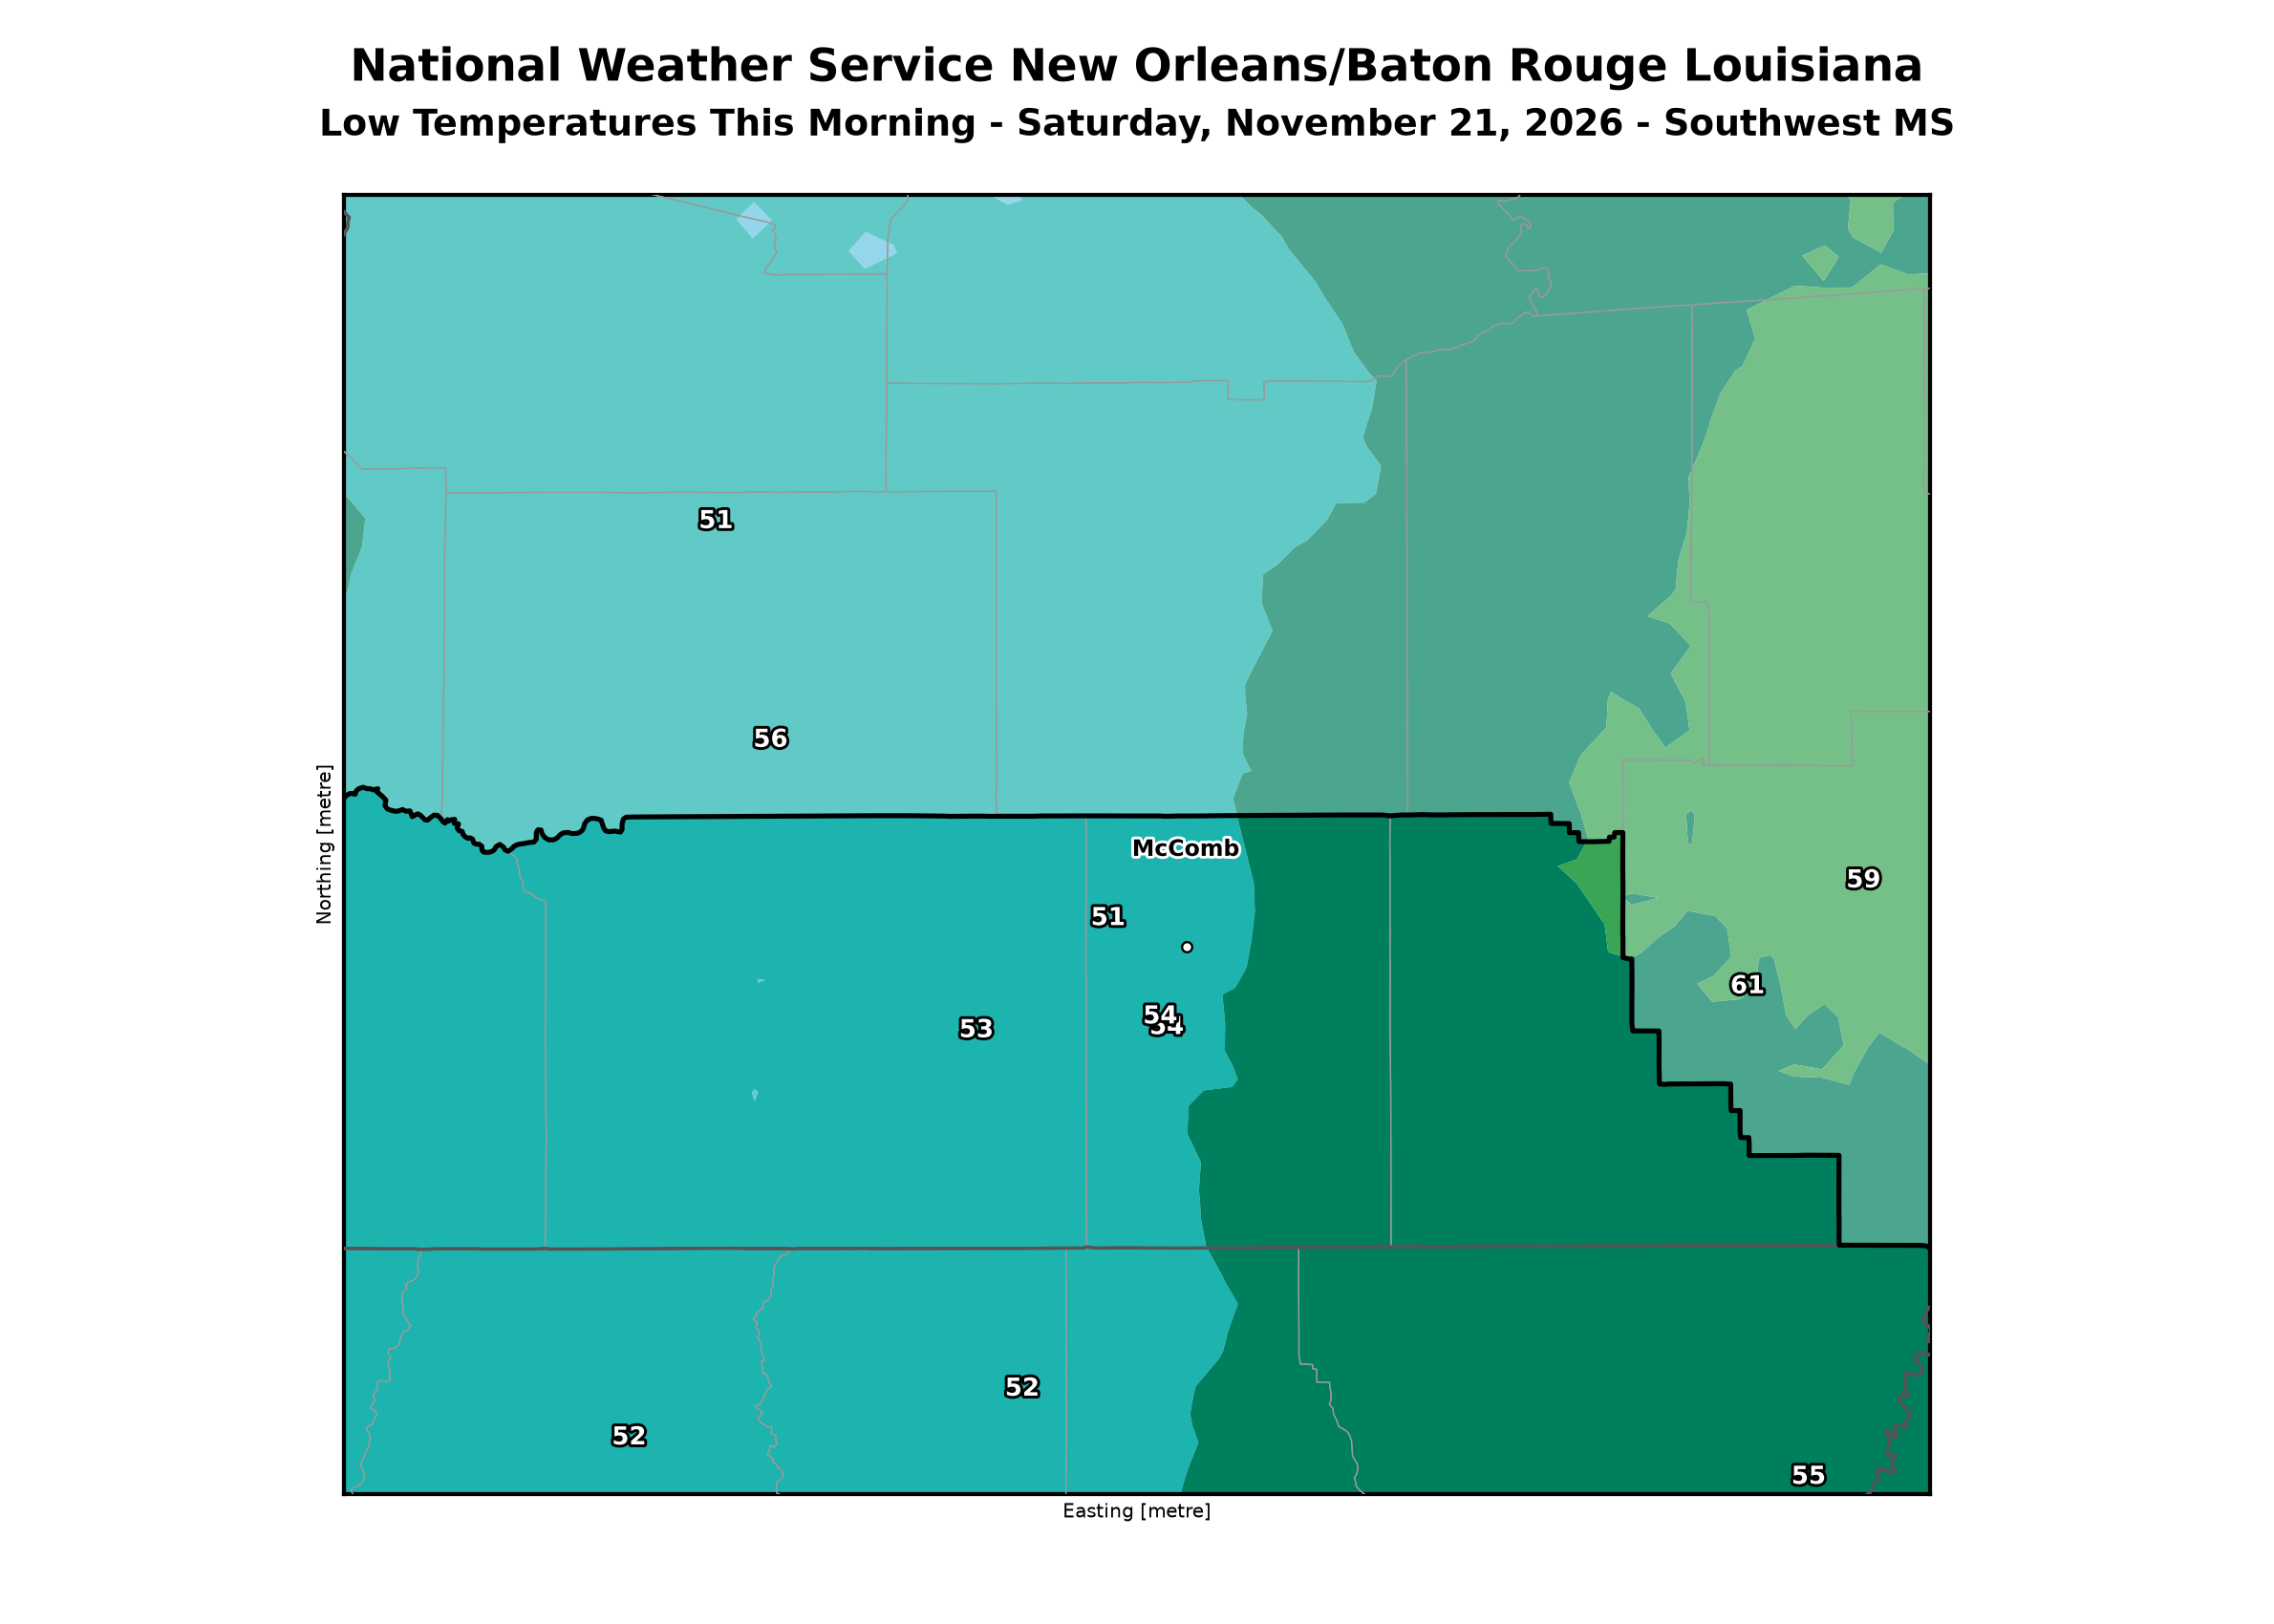 National Weather Service New Orleans/Baton Rouge Louisiana
Low Temperatures This Morning - Saturday, November 21, 2026 - Southwest MS
51
56
McComb
59
51
61
54
54
53
52
52
55
Northing [metre]
Easting [metre]